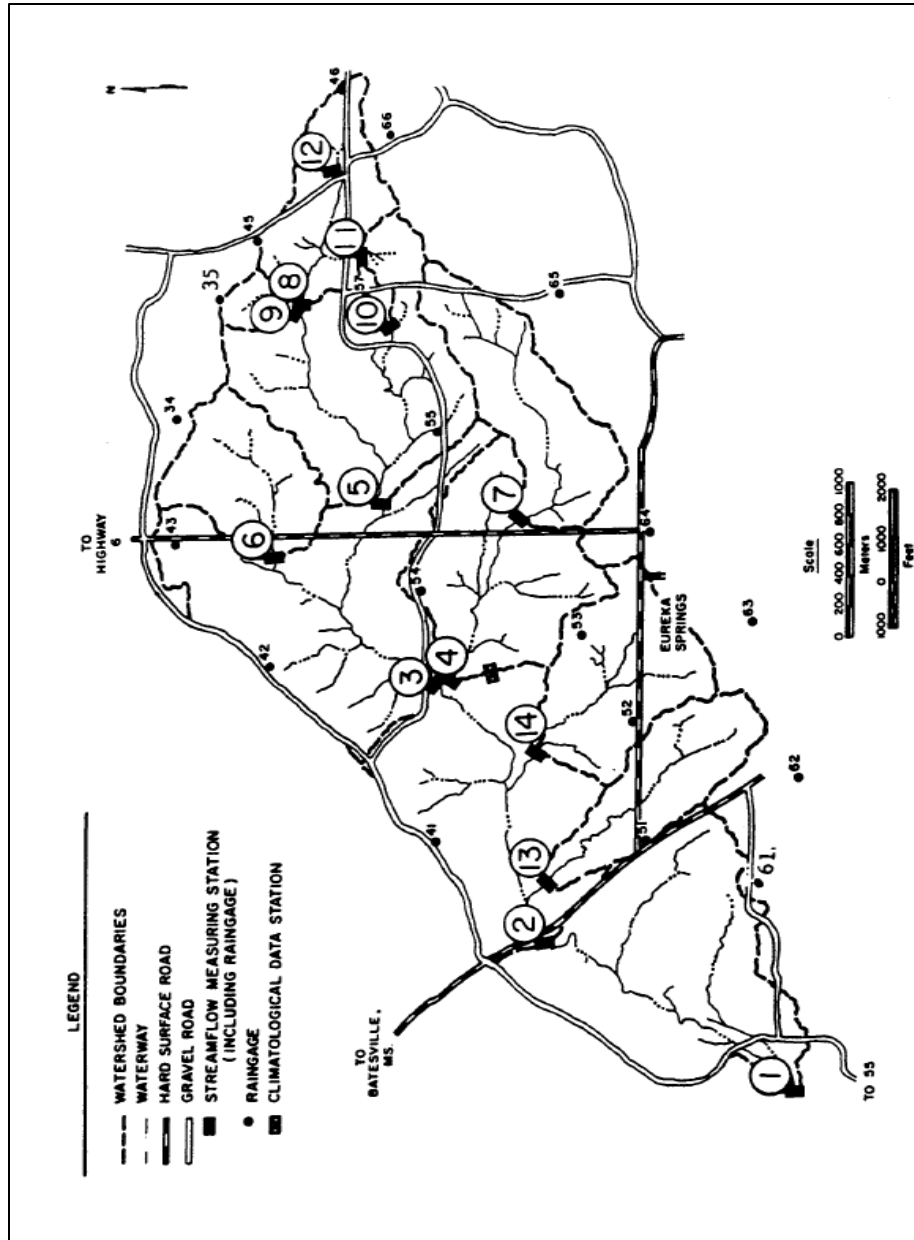 LEGEND
WATERSHED BOUNDARIES
WATERWAY
HARD SURFACE ROAD
GRAVEL ROAD
STREAMFLOW MEASURING STATION
(INCLUDING RAINGAGE)
RAINGAGE
CLIMATOLOGICAL DATA STATION
N
TO
HIGHWAY
6
TO
BATESVILLE,
MS.
34
35
43
42
45
46
12
9
8
6
11
57
66
10
5
41
3
4
54
55
7
14
13
2
53
65
52
51
64
EUREKA
SPRINGS
63
62
61
1
TO 55
Scale
0 200 400 600 800 1000
Meters
1000 0 1000 2000
Feet